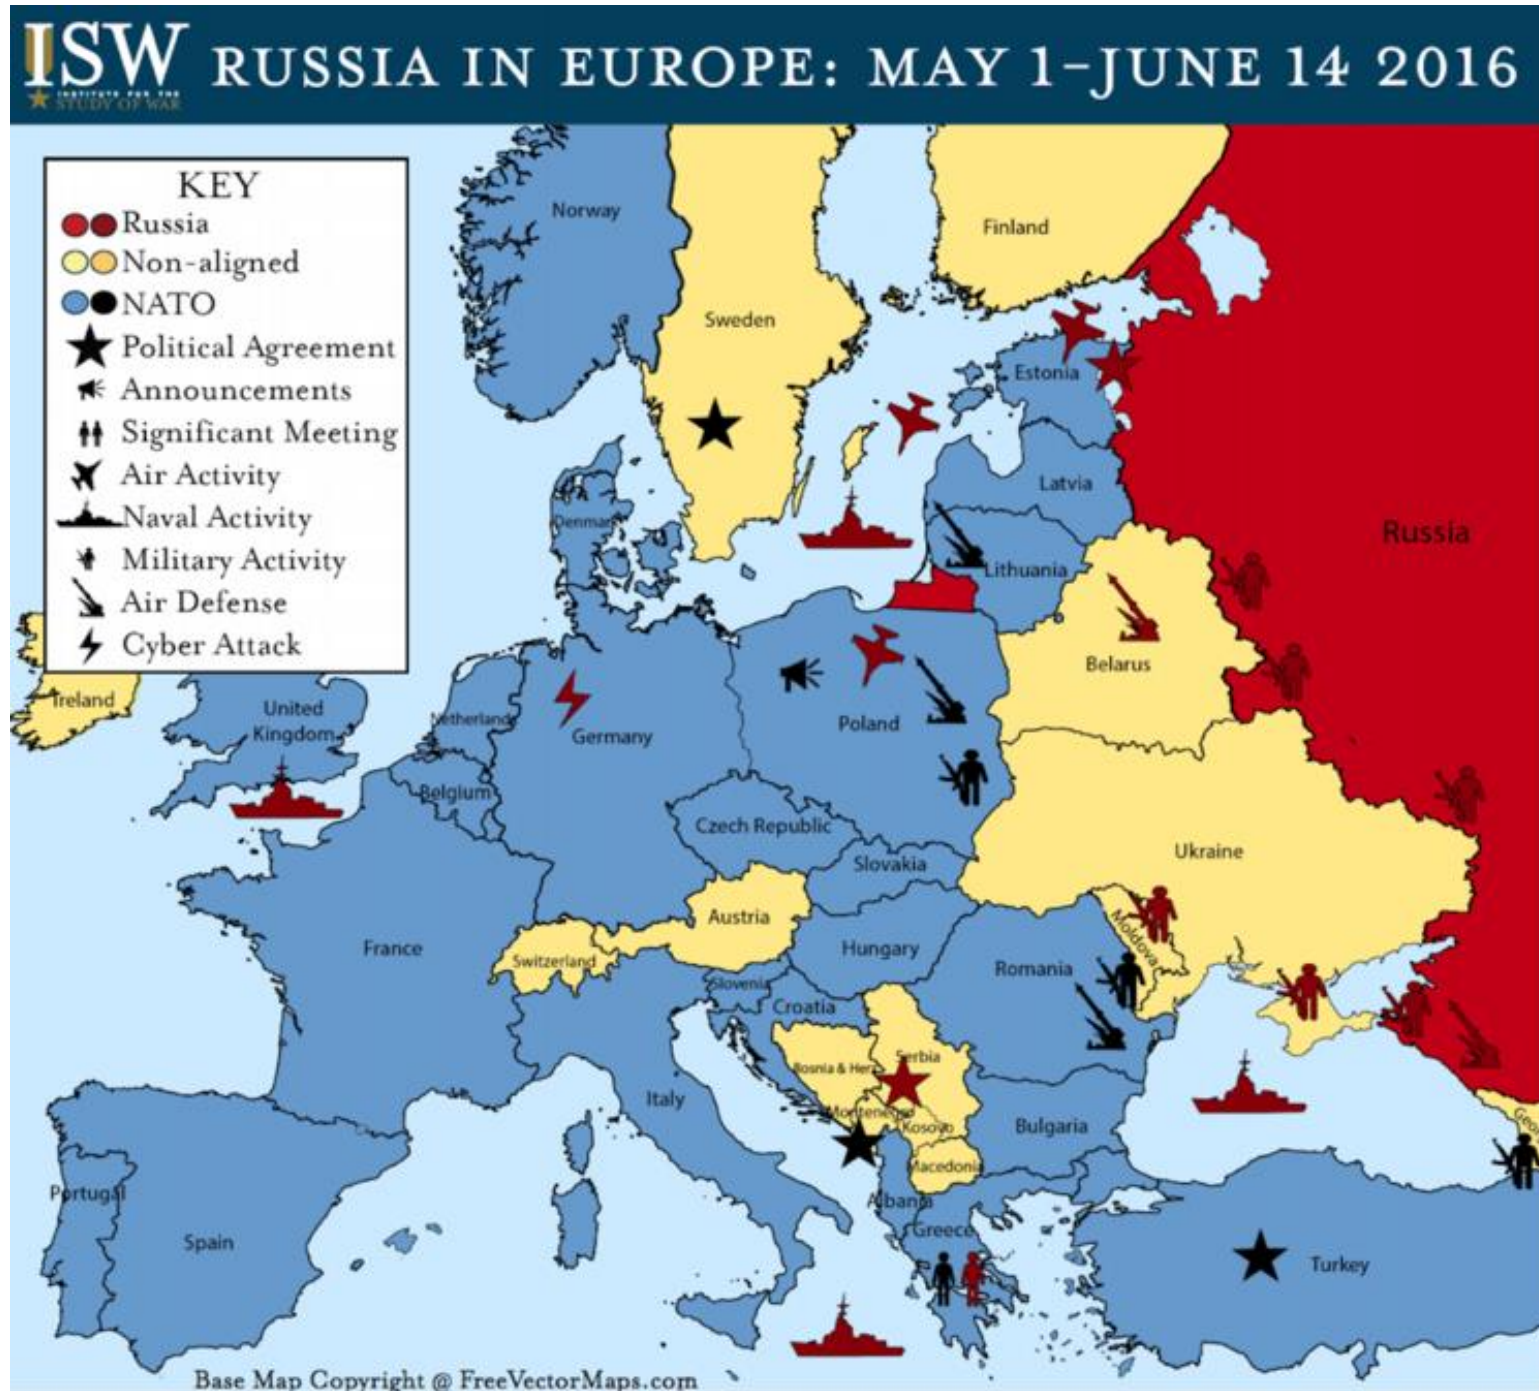 ISW
INSTITUTE FOR THE
STUDY OF WAR
RUSSIA IN EUROPE: MAY 1-JUNE 14 2016
KEY
Russia
Non-aligned
NATO
Political Agreement
Announcements
Significant Meeting
Air Activity
Naval Activity
Military Activity
Air Defense
Cyber Attack
Norway
Finland
Sweden
Estonia
Latvia
Russia
Denmark
Lithuania
Belarus
Ireland
United
Kingdom
Netherlands
Germany
Poland
Belgium
Czech Republic
Slovakia
Ukraine
Austria
France
Switzerland
Hungary
Moldova
Romania
Slovenia
Croatia
Serbia
Bosnia & Herz
Italy
Montenegro
Kosovo
Bulgaria
Geor
Macedonia
Portugal
Albania
Greece
Spain
Turkey
Base Map Copyright @ FreeVectorMaps.com